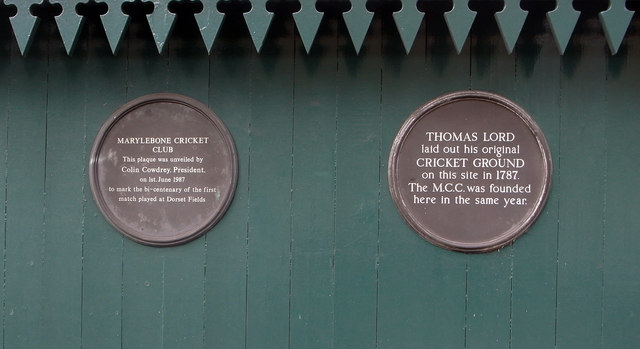 MARYLEBONE CRICKET
CLUB
This plaque was unveiled by
Colin Cowdrey, President,
on 1st. June 1987
to mark the bi-centenary of the first
match played at Dorset Fields
THOMAS LORD
laid out his original
CRICKET GROUND
on this site in 1787.
The M.C.C. was founded
here in the same year.